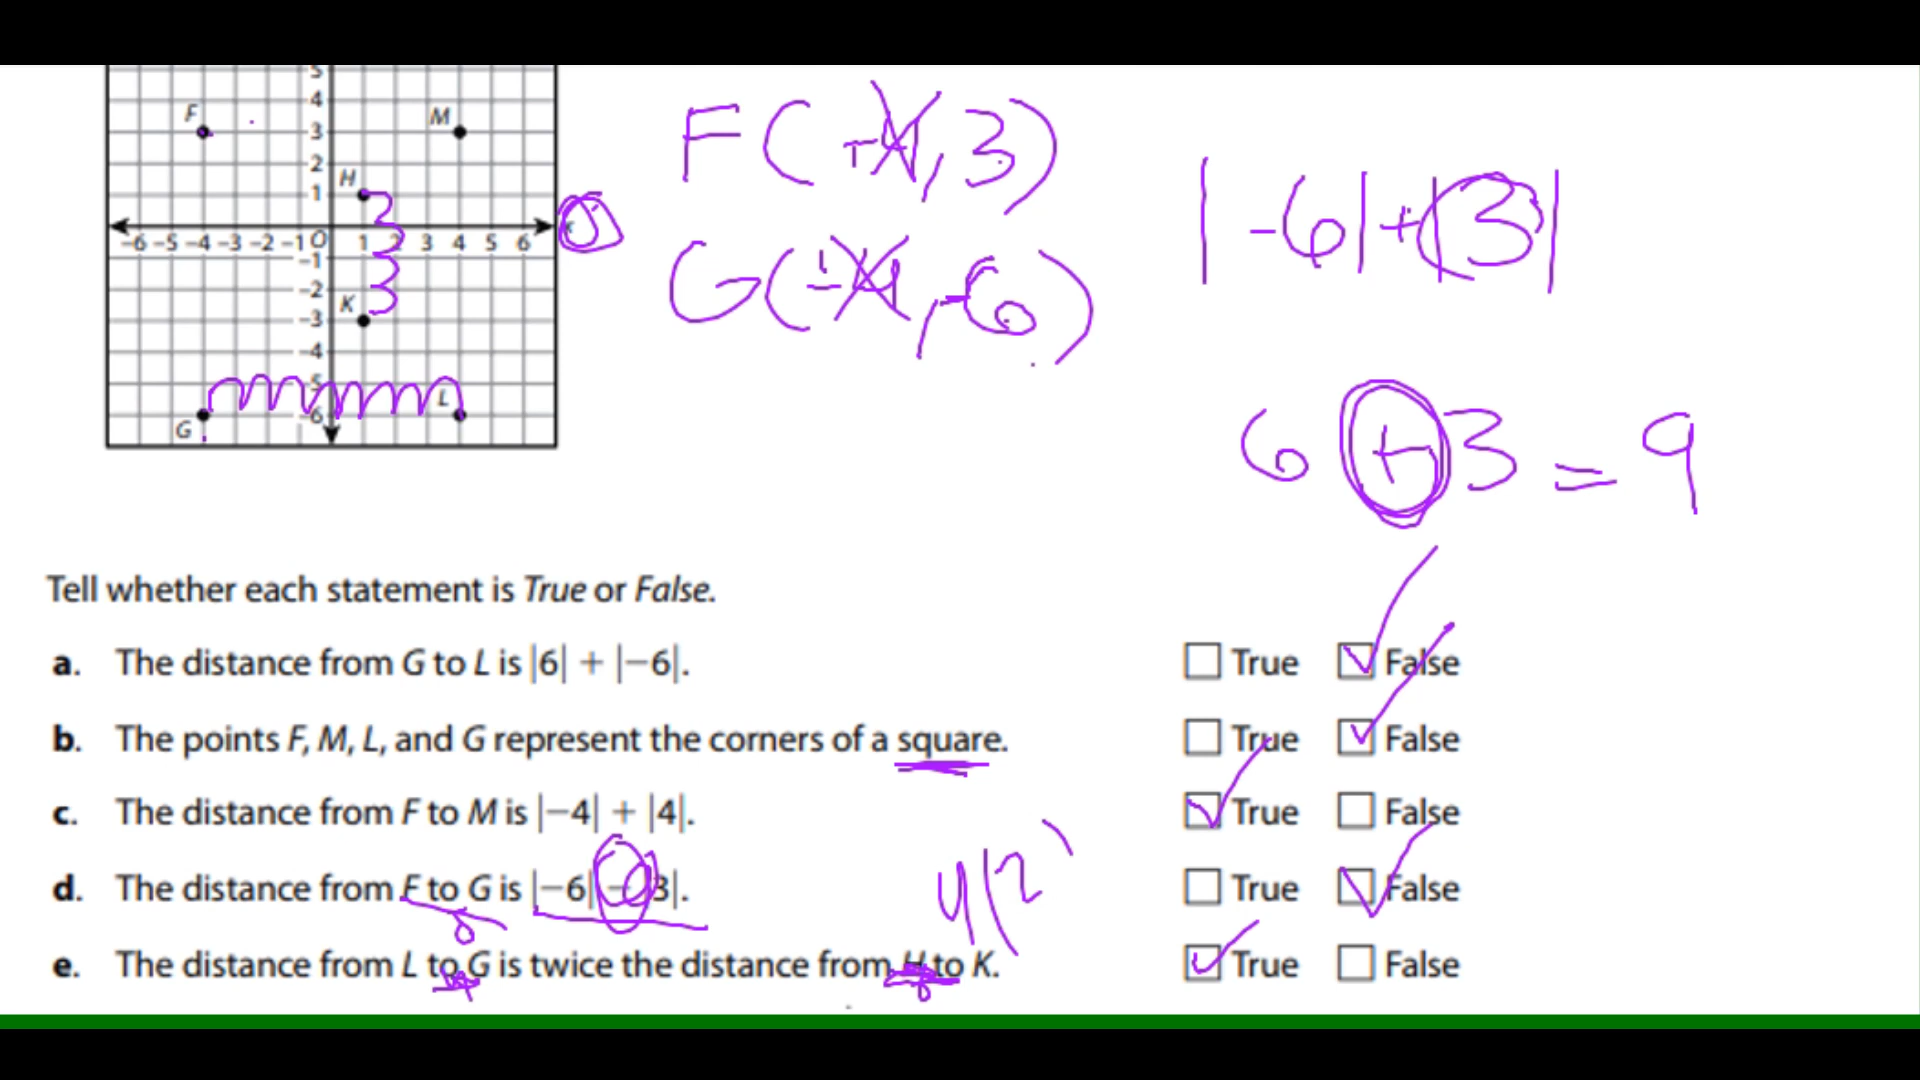 5
4
F
M
3
2
H
1
-6 -5 -4 -3 -2 -1 O 1 2 3 4 5 6
-1
-2
K
-3
-4
-5
L
-6
G
F(-4, 3)
G(-4, -6)
|-6|+|3|
6 + 3 = 9
Tell whether each statement is True or False.
a. The distance from G to L is |6| + |−6|. True False
b. The points F, M, L, and G represent the corners of a square. True False
c. The distance from F to M is |−4| + |4|. True False
d. The distance from F to G is |−6| − |3|. True False
e. The distance from L to G is twice the distance from H to K. True False